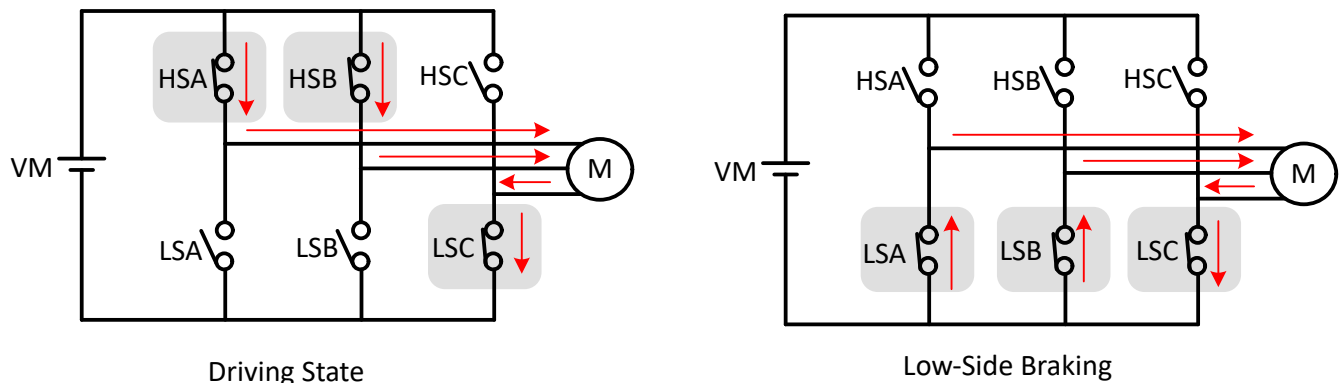 HSA HSB HSC
VM M
LSA LSB LSC
Driving State
HSA HSB HSC
VM M
LSA LSB LSC
Low-Side Braking